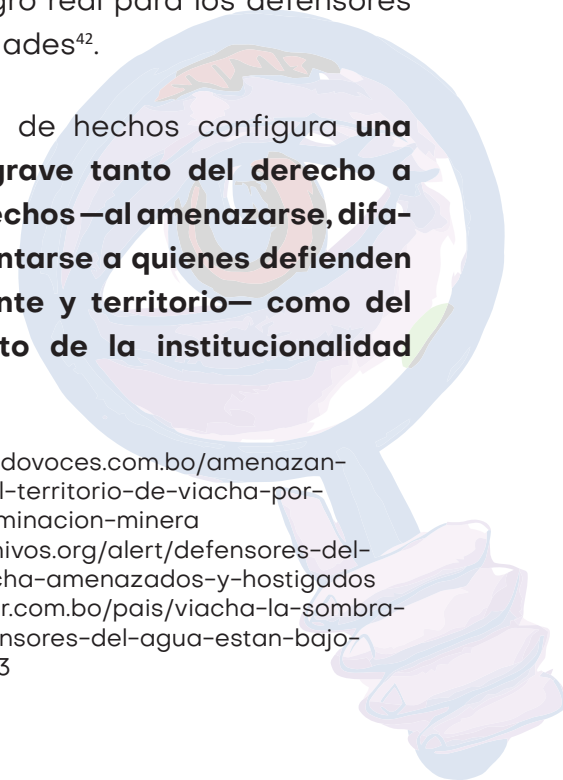 gro real para los defensores
ades⁴².
de hechos configura una
grave tanto del derecho a
echos —al amenazarse, difa-
ntarse a quienes defienden
nte y territorio— como del
to de la institucionalidad
dovoces.com.bo/amenazan-
l-territorio-de-viacha-por-
minacion-minera
nivos.org/alert/defensores-del-
cha-amenazados-y-hostigados
r.com.bo/pais/viacha-la-sombra-
nsores-del-agua-estan-bajo-
3